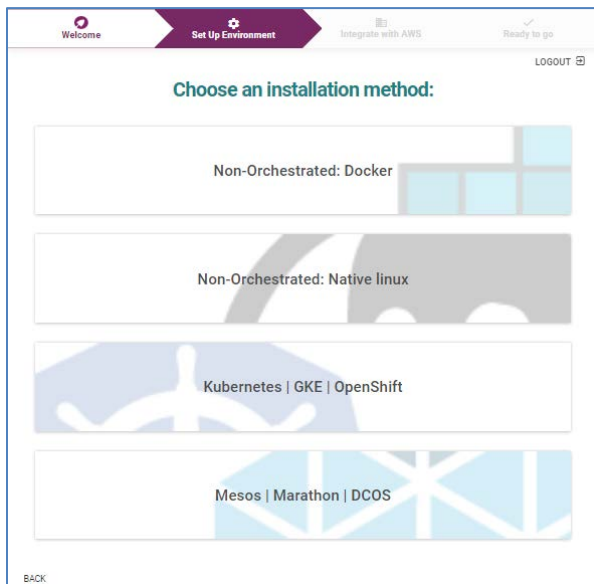 Welcome
Set Up Environment
Integrate with AWS
Ready to go
LOGOUT
Choose an installation method:
Non-Orchestrated: Docker
Non-Orchestrated: Native linux
Kubernetes | GKE | OpenShift
Mesos | Marathon | DCOS
BACK